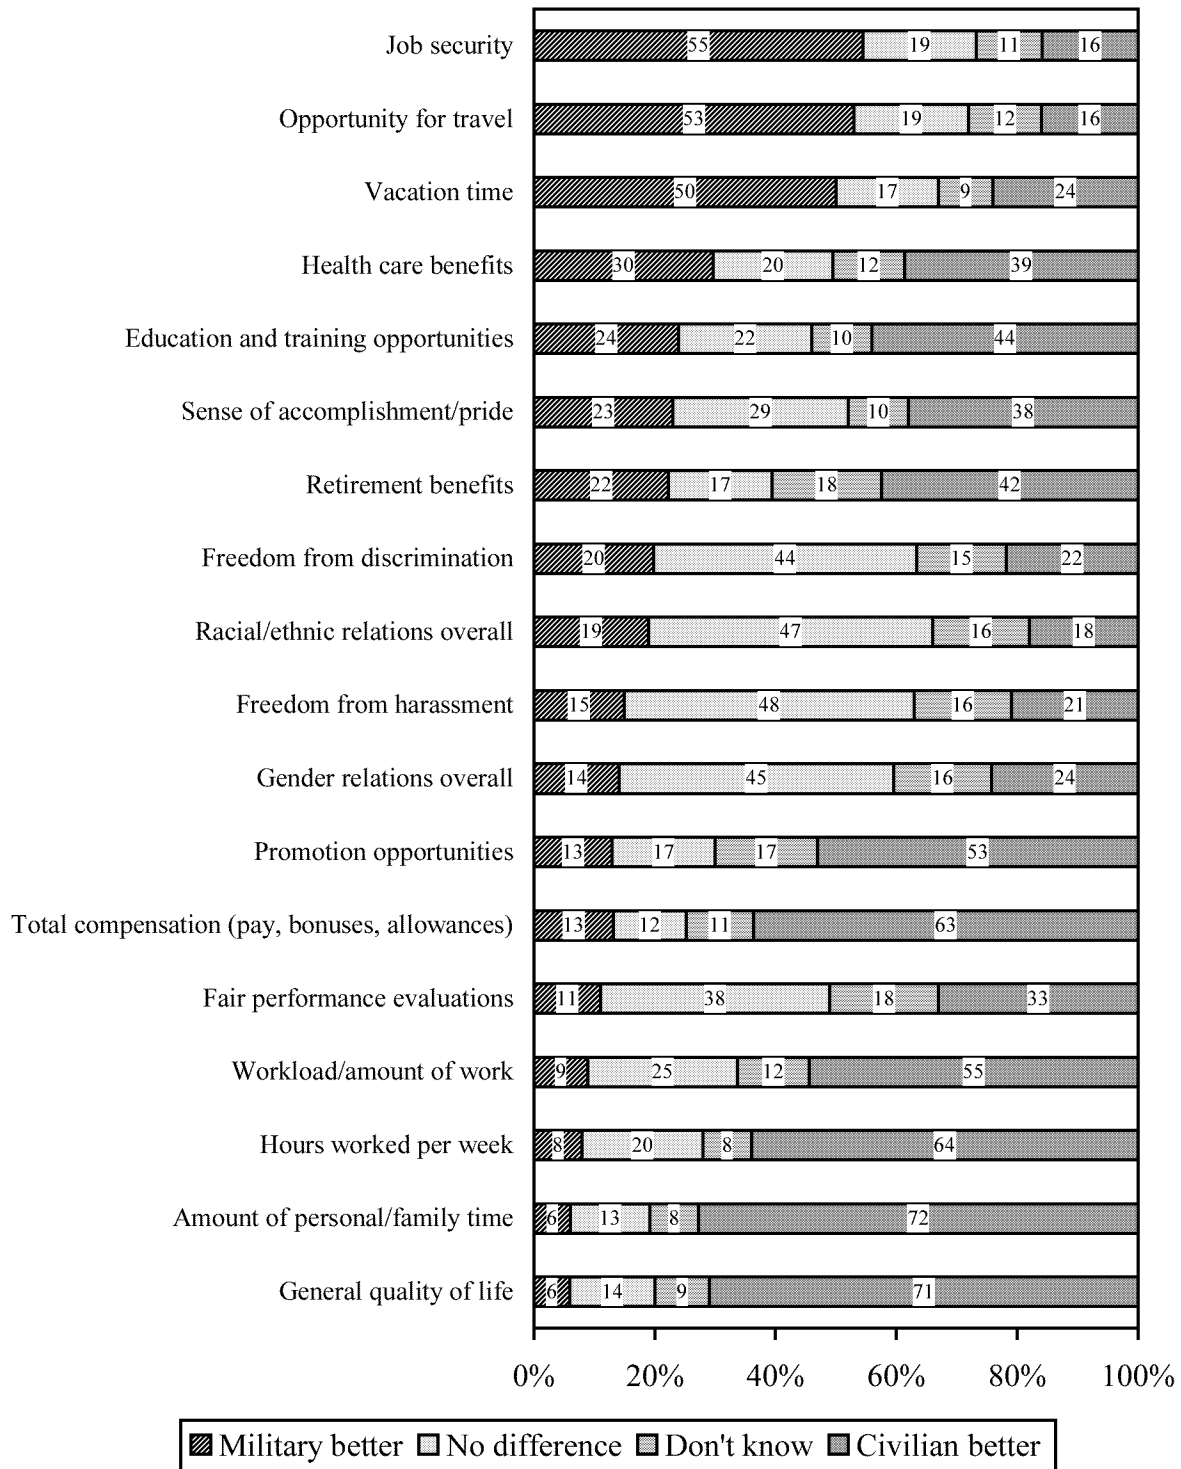 Job security 55 19 11 16
Opportunity for travel 53 19 12 16
Vacation time 50 17 9 24
Health care benefits 30 20 12 39
Education and training opportunities 24 22 10 44
Sense of accomplishment/pride 23 29 10 38
Retirement benefits 22 17 18 42
Freedom from discrimination 20 44 15 22
Racial/ethnic relations overall 19 47 16 18
Freedom from harassment 15 48 16 21
Gender relations overall 14 45 16 24
Promotion opportunities 13 17 17 53
Total compensation (pay, bonuses, allowances) 13 12 11 63
Fair performance evaluations 11 38 18 33
Workload/amount of work 9 25 12 55
Hours worked per week 8 20 8 64
Amount of personal/family time 6 13 8 72
General quality of life 6 14 9 71
0% 20% 40% 60% 80% 100%
Military better No difference Don't know Civilian better